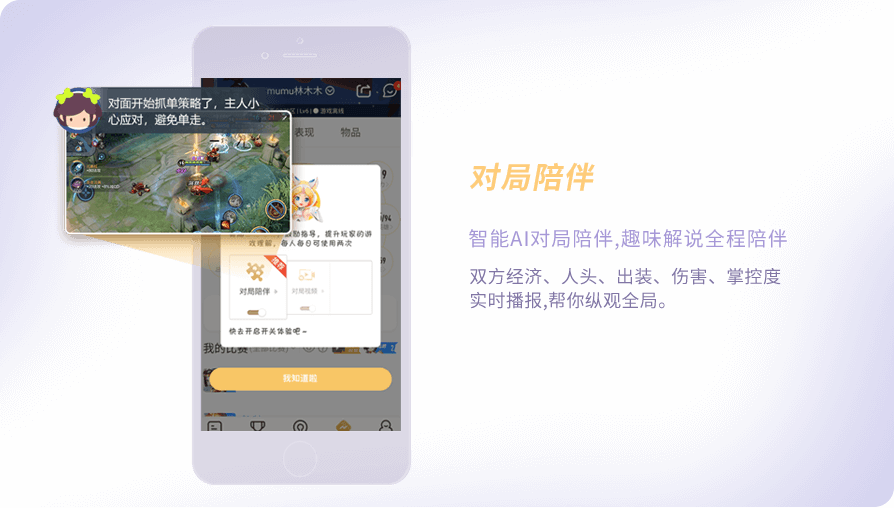 mumu林木木
对面开始抓单策略了，主人小
心应对，避免单走。
表现
物品
励指导，提升玩家的游
戏理解，每人每日可使用两次
推荐
对局陪伴
对局视频
快去开启开关体验吧~
我的比赛
我知道啦
对局陪伴
智能AI对局陪伴,趣味解说全程陪伴
双方经济、人头、出装、伤害、掌控度
实时播报,帮你纵观全局。